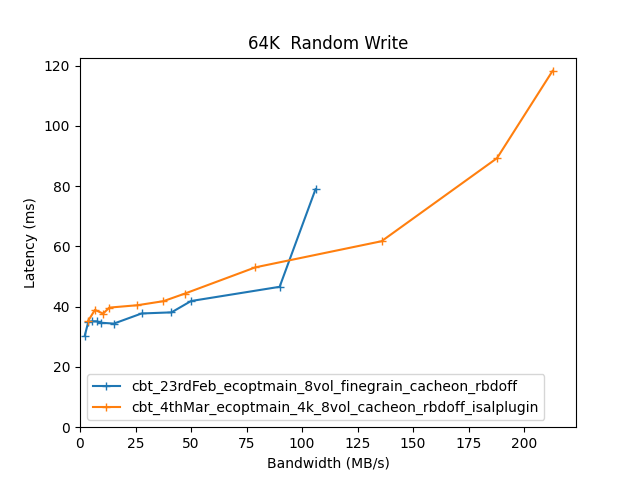 64K  Random Write
120
100
80
60
40
20
0
Latency (ms)
cbt_23rdFeb_ecoptmain_8vol_finegrain_cacheon_rbdoff
cbt_4thMar_ecoptmain_4k_8vol_cacheon_rbdoff_isalplugin
0 25 50 75 100 125 150 175 200
Bandwidth (MB/s)